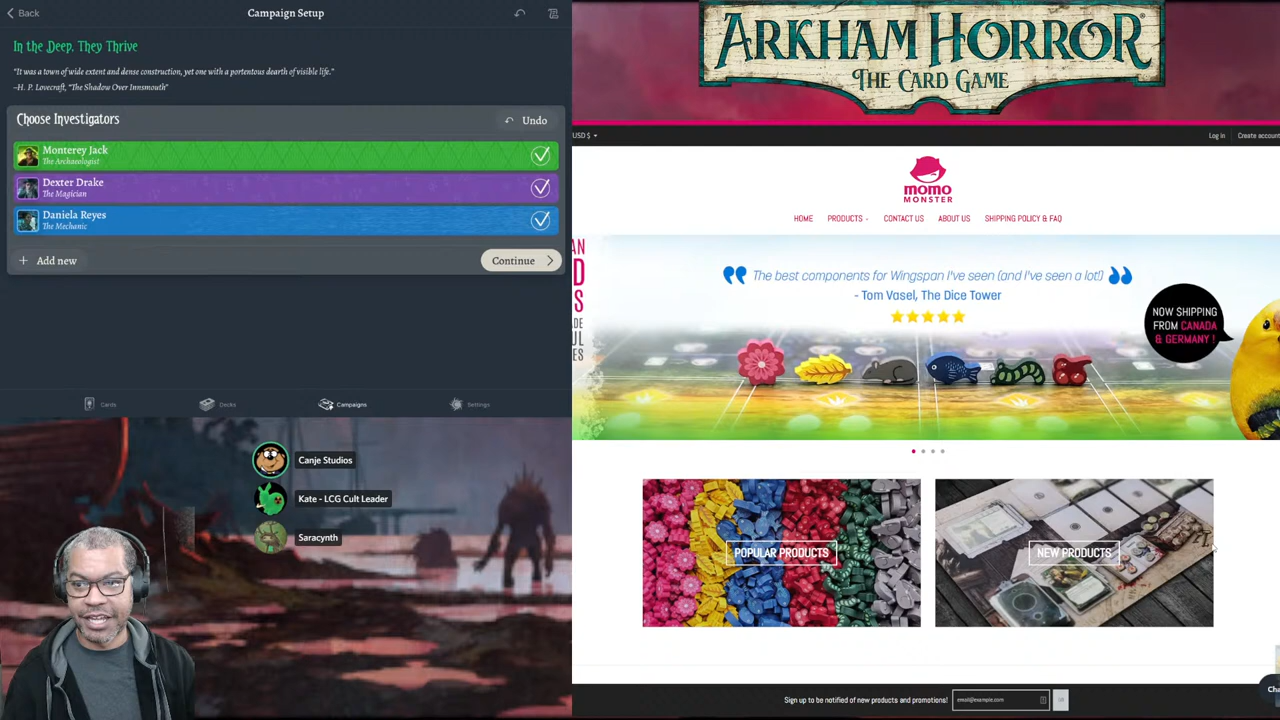 Back
Campaign Setup
In the Deep, They Thrive
"It was a town of wide extent and dense construction, yet one with a portentous dearth of visible life."
–H. P. Lovecraft, "The Shadow Over Innsmouth"
Choose Investigators
Undo
Monterey Jack
The Archaeologist
Dexter Drake
The Magician
Daniela Reyes
The Mechanic
Add new
Continue
Cards
Decks
Campaigns
Settings
Canje Studios
Kate - LCG Cult Leader
Saracynth
ARKHAM HORROR
THE CARD GAME
USD $
Log in
Create account
momo
MONSTER
HOME
PRODUCTS
CONTACT US
ABOUT US
SHIPPING POLICY & FAQ
The best components for Wingspan I've seen (and I've seen a lot!)
- Tom Vasel, The Dice Tower
NOW SHIPPING
FROM CANADA
& GERMANY !
POPULAR PRODUCTS
NEW PRODUCTS
Sign up to be notified of new products and promotions!
email@example.com